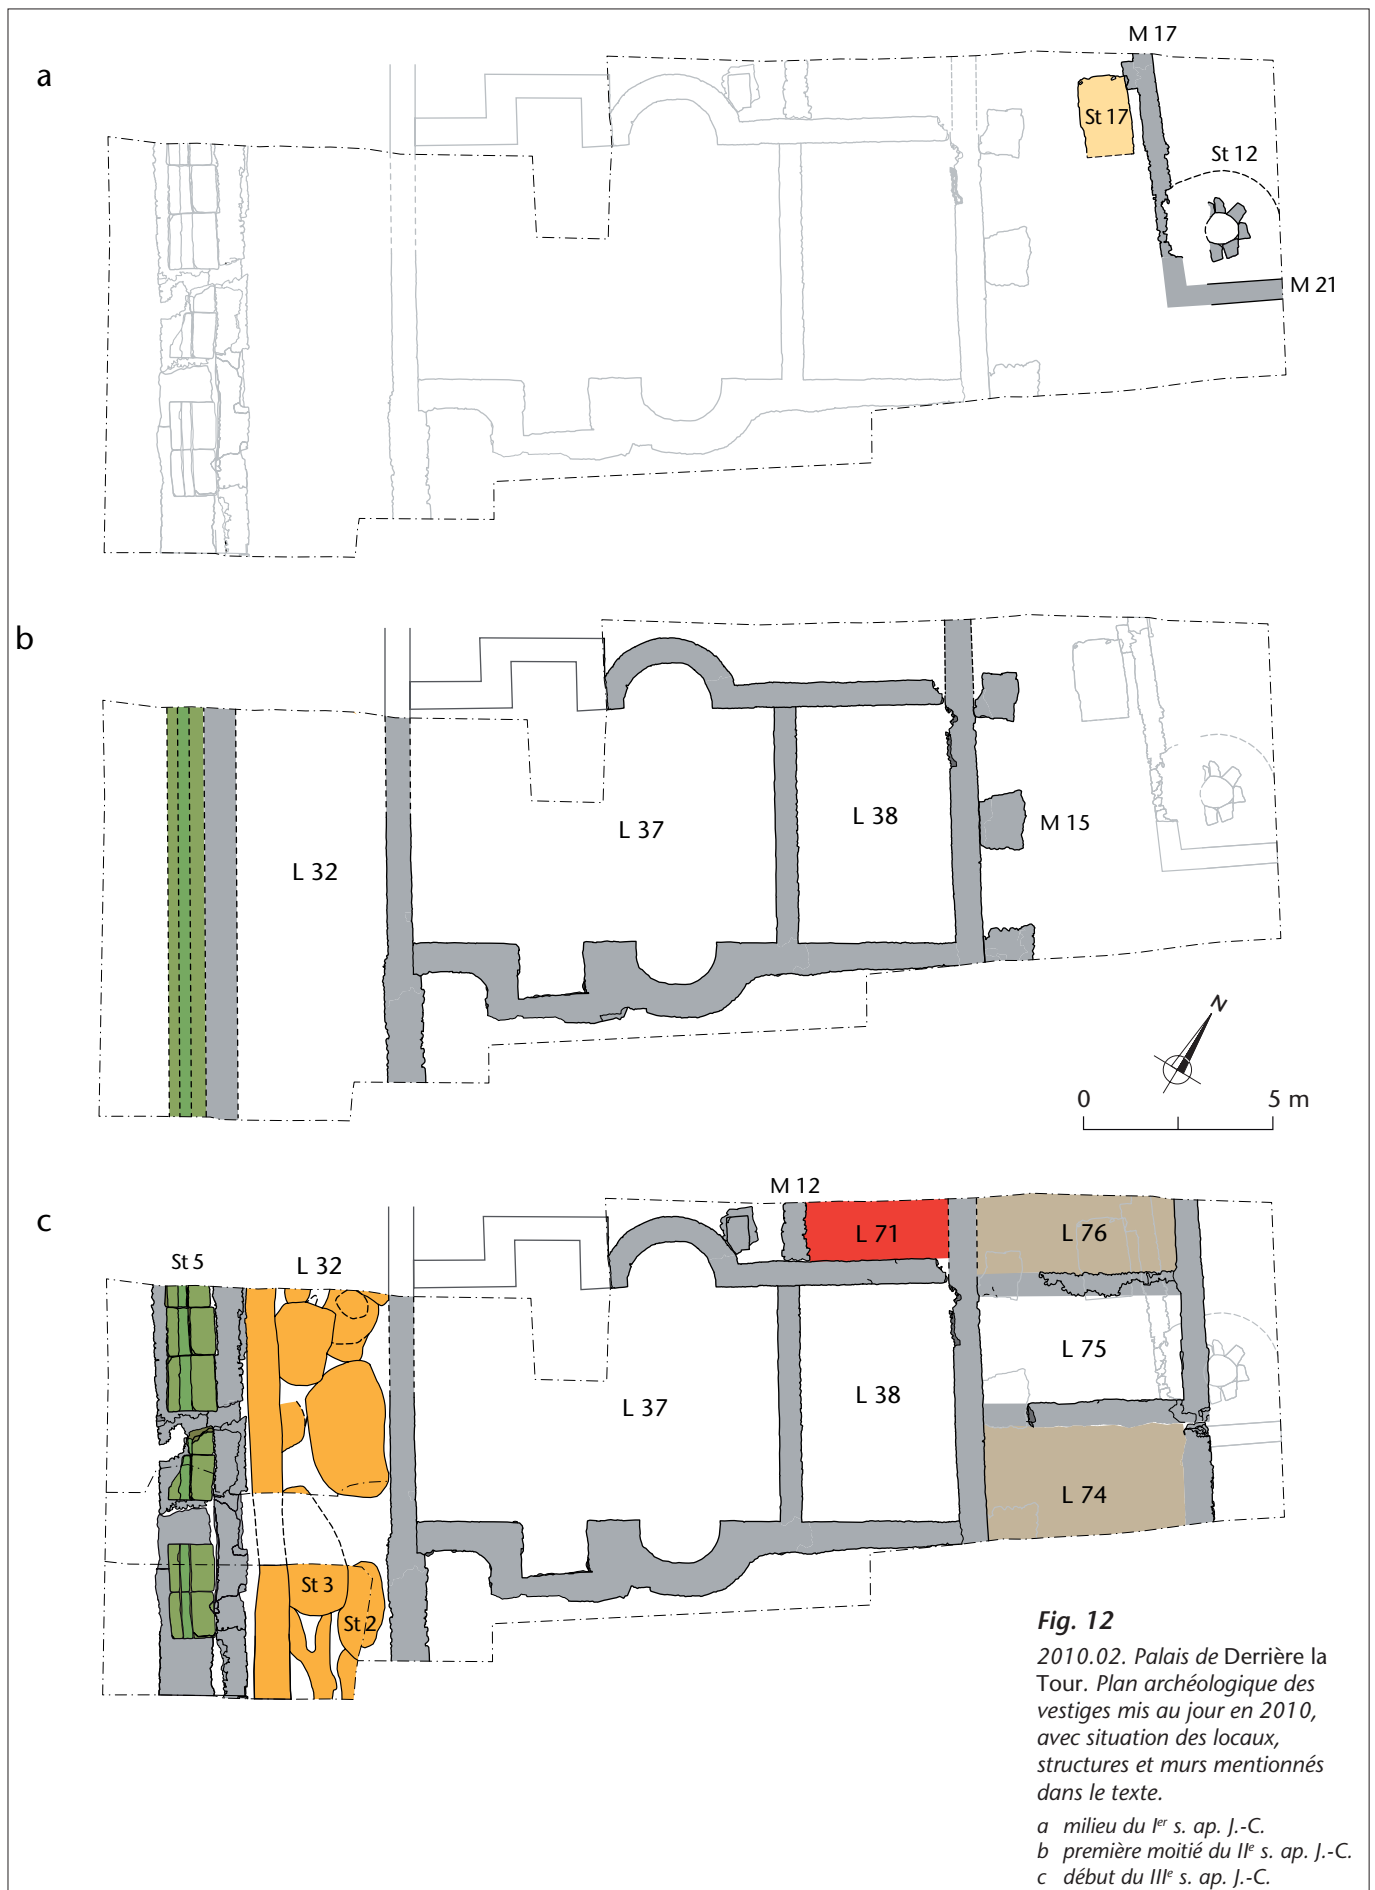 a
M 17
St 17
St 12
M 21
b
L 32
L 37
L 38
M 15
N
0 5 m
c
M 12
St 5
L 32
L 71
L 76
L 75
L 37
L 38
L 74
St 3
St 2
Fig. 12
2010.02. Palais de Derrière la
Tour. Plan archéologique des
vestiges mis au jour en 2010,
avec situation des locaux,
structures et murs mentionnés
dans le texte.
a milieu du Ier s. ap. J.-C.
b première moitié du IIe s. ap. J.-C.
c début du IIIe s. ap. J.-C.